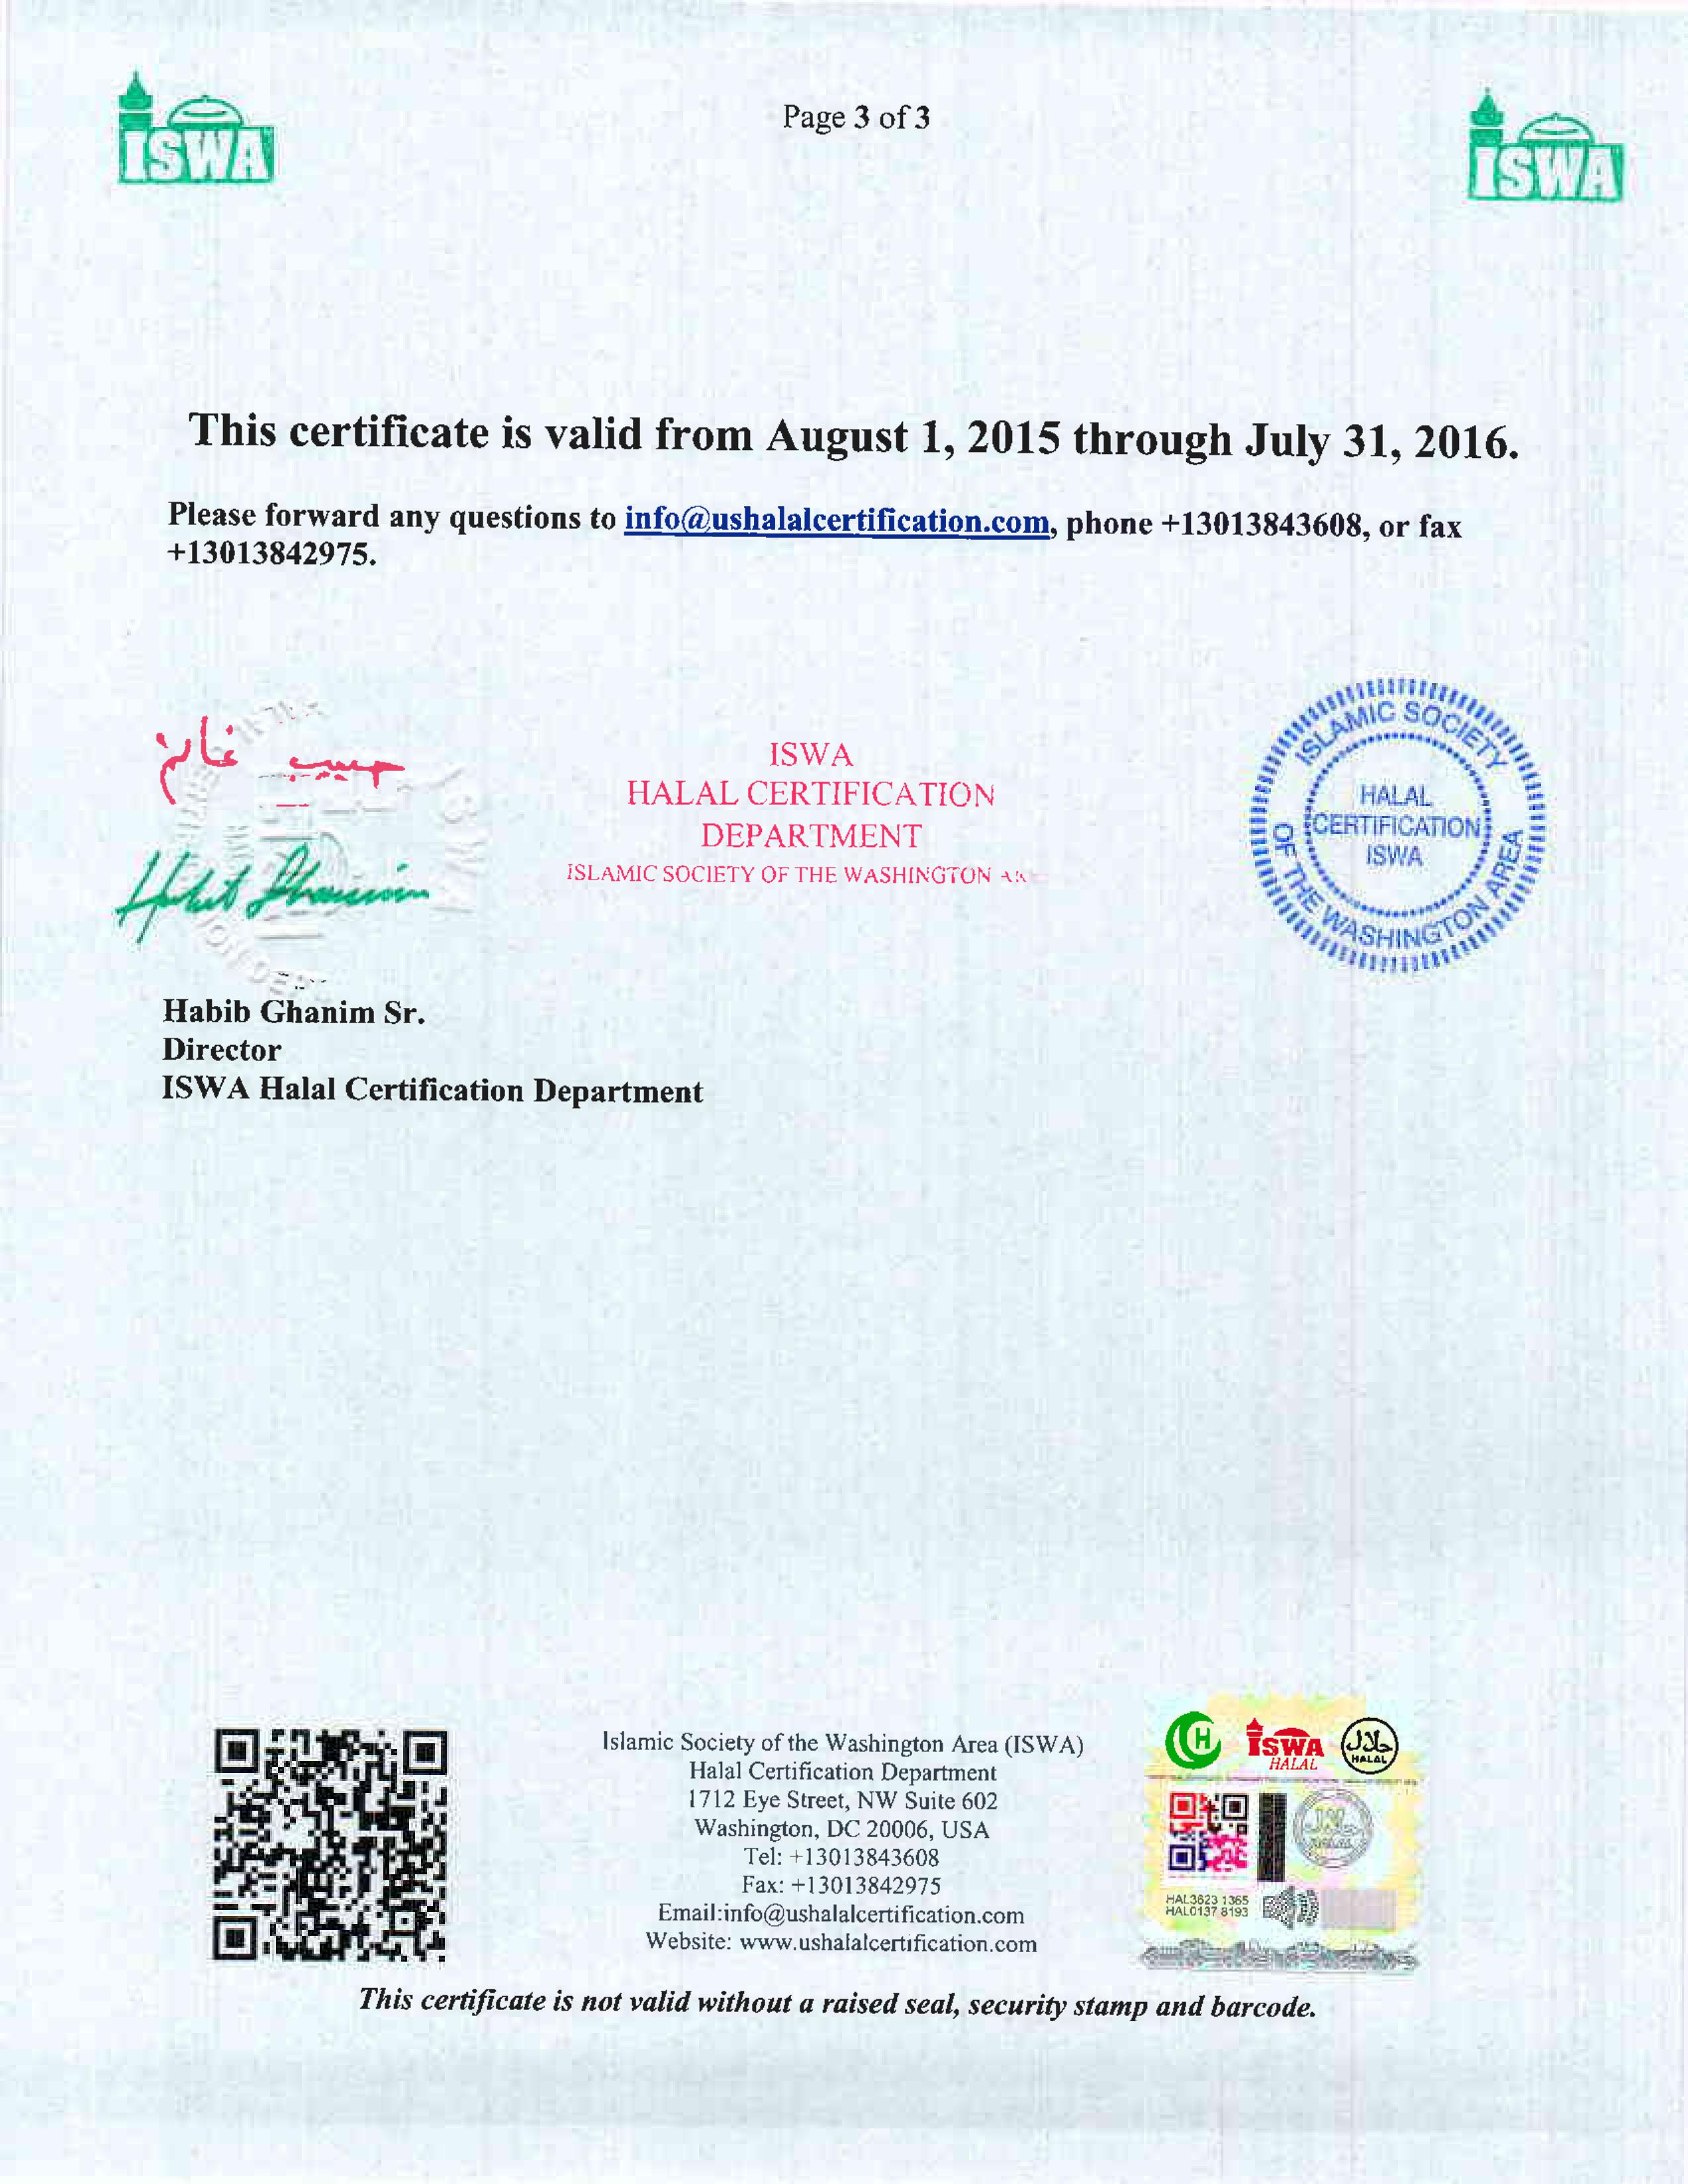 ISWA
Page 3 of 3
ISWA
This certificate is valid from August 1, 2015 through July 31, 2016.
Please forward any questions to info@ushalalcertification.com, phone +13013843608, or fax
+13013842975.
حبيب غانم
Habib Ghanim
ISWA
HALAL CERTIFICATION
DEPARTMENT
ISLAMIC SOCIETY OF THE WASHINGTON
ISLAMIC SOCIETY
OF THE WASHINGTON AREA
HALAL
CERTIFICATION
ISWA
Habib Ghanim Sr.
Director
ISWA Halal Certification Department
Islamic Society of the Washington Area (ISWA)
Halal Certification Department
1712 Eye Street, NW Suite 602
Washington, DC 20006, USA
Tel: +13013843608
Fax: +13013842975
Email:info@ushalalcertification.com
Website: www.ushalalcertification.com
H
ISWA
HALAL
حلال
HALAL
HAL3623 1365
HAL0137 8193
This certificate is not valid without a raised seal, security stamp and barcode.